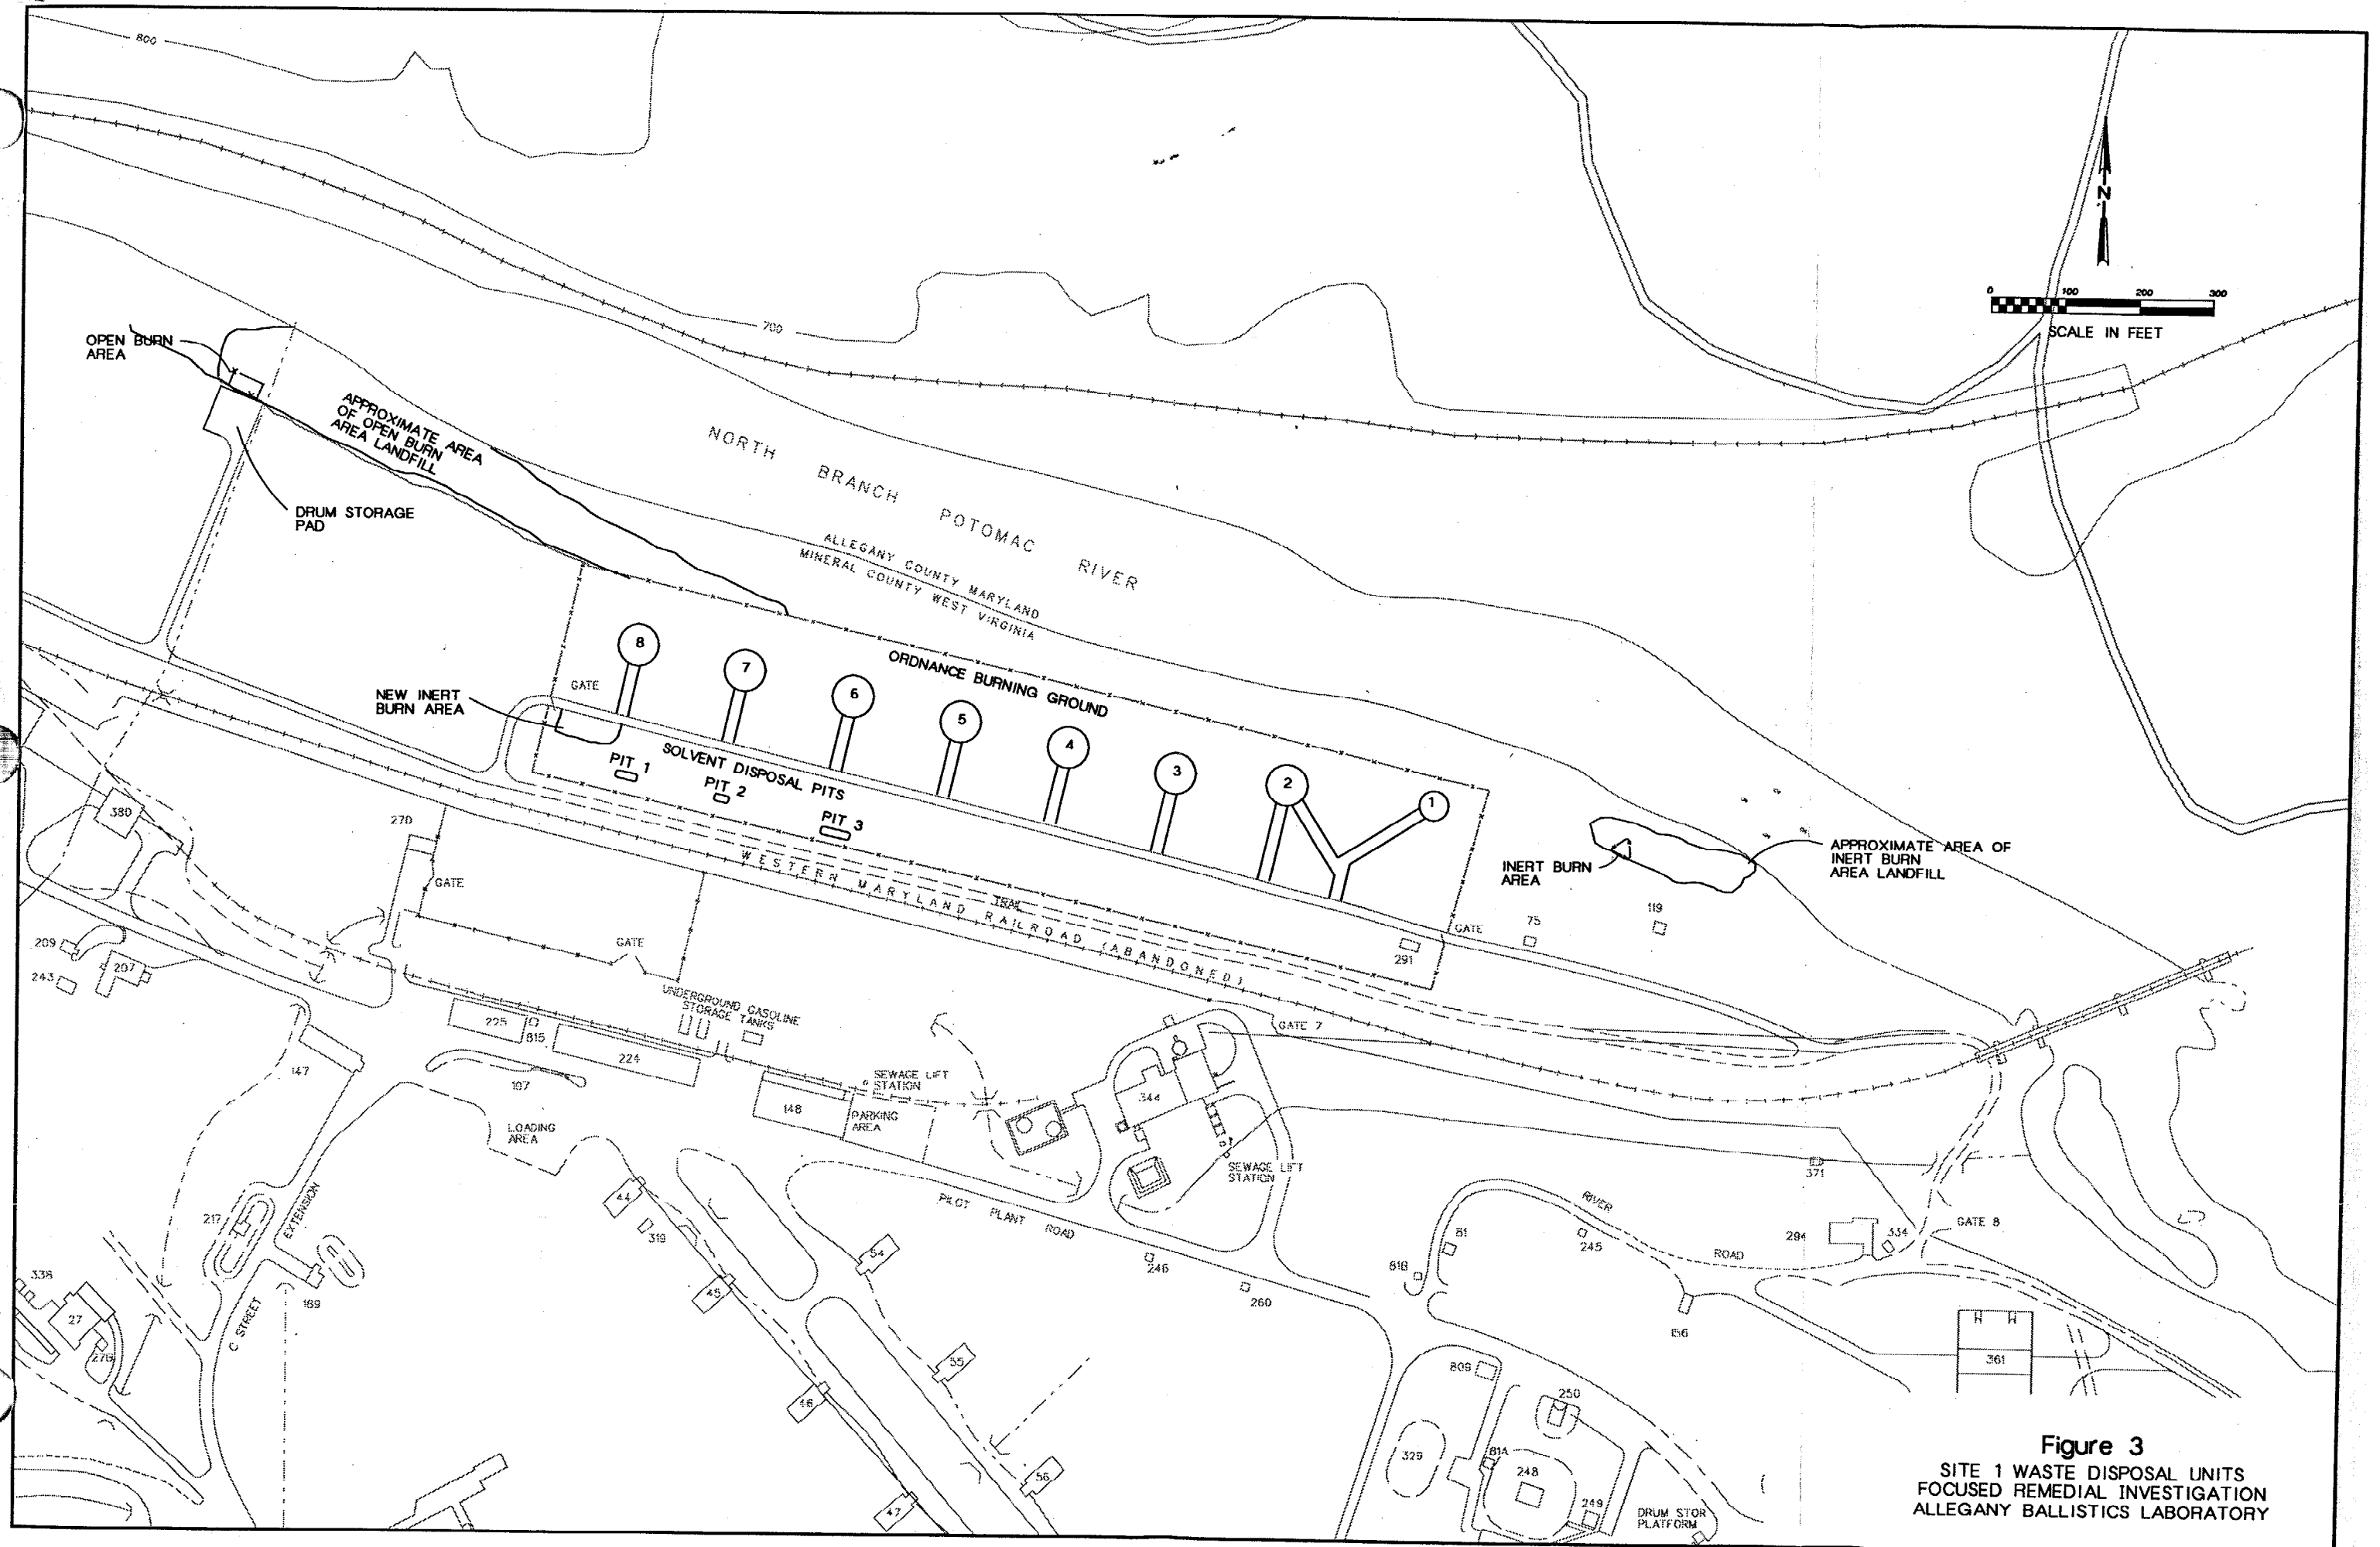 800
700
N
0 100 200 300
SCALE IN FEET
OPEN BURN
AREA
APPROXIMATE AREA
OF OPEN BURN
AREA LANDFILL
DRUM STORAGE
PAD
NORTH BRANCH POTOMAC RIVER
ALLEGANY COUNTY MARYLAND
MINERAL COUNTY WEST VIRGINIA
ORDNANCE BURNING GROUND
8
7
6
5
4
3
2
1
GATE
NEW INERT
BURN AREA
SOLVENT DISPOSAL PITS
PIT 1
PIT 2
PIT 3
INERT BURN
AREA
APPROXIMATE AREA OF
INERT BURN
AREA LANDFILL
WESTERN MARYLAND RAILROAD (ABANDONED)
TRAIL
GATE
75
119
291
380
270
GATE
GATE
209
243
207
UNDERGROUND GASOLINE
STORAGE TANKS
225
815
224
147
197
LOADING
AREA
SEWAGE LIFT
STATION
148
PARKING
AREA
344
GATE 7
SEWAGE LIFT
STATION
PILOT PLANT ROAD
371
RIVER
ROAD
GATE 8
294
334
217
EXTENSION
C STREET
189
338
27
27B
44
319
45
46
47
54
55
56
246
260
81
81B
245
156
361
809
250
329
81A
248
249
DRUM STOR
PLATFORM
Figure 3
SITE 1 WASTE DISPOSAL UNITS
FOCUSED REMEDIAL INVESTIGATION
ALLEGANY BALLISTICS LABORATORY